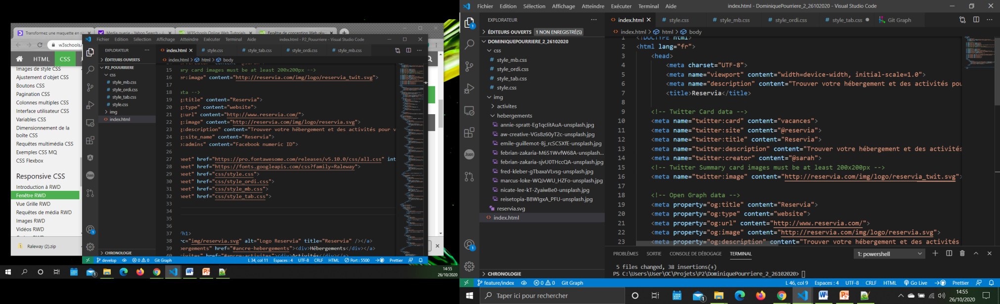 Transformez une maquette en s
Media querie - Yahoo Search - A
W3Schools Online Web Tutorials
Fenêtre de conception Web réac
w3schools.
HTML
CSS
Images de style CSS
Ajustement d'objet CSS
Boutons CSS
Pagination CSS
Colonnes multiples CSS
Interface utilisateur CSS
Variables CSS
Dimensionnement de la
boîte CSS
Requêtes multimédia CSS
Exemples CSS MQ
CSS Flexbox
Responsive CSS
Introduction à RWD
Fenêtre RWD
Vue Grille RWD
Requêtes de média RWD
Images RWD
Vidéos RWD
Raleway (2).zip
Fichier Edition Sélection Affichage Atteindre Exécuter Terminal Aide
index.html - P2_Pouurriere - Visual Studio Code
EXPLORATEUR
ÉDITEURS OUVERTS
P2_POUURRIERE
css
# style_mb.css
# style_ordi.css
# style_tab.css
# style.css
img
index.html
Json
CHRONOLOGIE
index.html # style.css # style_tab.css # style_ordi.css # style_mb.css
index.html > html > body
15 ary card images must be at least 200x200px -->
16 er:image" content="http://reservia.com/img/logo/reservia_twit.svg">
17
18 ata -->
19 g:title" content="Reservia">
20 g:type" content="website">
21 g:url" content="http://www.reservia.com/">
22 g:image" content="http://reservia.com/img/logo/reservia.svg">
23 g:description" content="Trouver votre hébergement et des activités pour v
24 g:site_name" content="Reservia">
25 b:admins" content="Facebook numeric ID">
26
27 heet" href="https://pro.fontawesome.com/releases/v5.10.0/css/all.css" int
28 heet" href="https://fonts.googleapis.com/css?family=Raleway">
29 heet" href="css/style.css">
30 heet" href="css/style_ordi.css">
31 heet" href="css/style_mb.css">
32 heet" href="css/style_tab.css">
33
34
35
36
37 /h1>
38 rc="img/reservia.svg" alt="Logo Reservia" title="Reservia" /></a>
39 bergements" href="#ancre-hebergements"><div>Hébergements</div></a>
40 tivites" href="#ancre-activites"><div>Activités</div></a>
develop 0 0 Git Graph L 34, col 11 Espaces : 4 UTF-8 CRLF HTML Port : 5500 Prettier
14:55
26/10/2020
Fichier Edition Sélection Affichage Atteindre Exécuter Terminal Aide
index.html - DominiquePourriere_2_26102020 - Visual Studio Code
EXPLORATEUR
ÉDITEURS OUVERTS 1 NON ENREGISTRÉ(S)
DOMINIQUEPOURRIERE_2_26102020
css
# style_mb.css
# style_ordi.css
# style_tab.css
# style.css
img
activites
hebergements
annie-spratt-Eg1qcIitAuA-unsplash.jpg
aw-creative-VGs8z60yT2c-unsplash.jpg
emile-guillemot-Bj_rcSC5XfE-unsplash.jpg
febrian-zakaria-M6S1WvfW68A-unsplash...
febrian-zakaria-sjvU0THccQA-unsplash.jpg
fred-kleber-gTbaxaVLvsg-unsplash.jpg
marcus-loke-WQJvWU_HZFo-unsplash.jpg
nicate-lee-kT-ZyaiwBe0-unsplash.jpg
reisetopia-B8WIgxA_PFU-unsplash.jpg
reservia.svg
index.html
Json
CHRONOLOGIE
index.html # style.css # style_mb.css # style_ordi.css # style_tab.css Git Graph
index.html > html > body
1 <!DOCTYPE html>
2 <html lang="fr">
3 <head>
4 <meta charset="UTF-8">
5 <meta name="viewport" content="width=device-width, initial-scale=1.0">
6 <meta name="description" content="Trouver votre hébergement et des activités pou
7 <title>Reservia</title>
8
9 <!-- Twitter Card data -->
10 <meta name="twitter:card" content="vacances">
11 <meta name="twitter:site" content="@reservia">
12 <meta name="twitter:title" content="Reservia">
13 <meta name="twitter:description" content="Trouver votre hébergement et des activités
14 <meta name="twitter:creator" content="@sarah">
15 <!-- Twitter Summary card images must be at least 200x200px -->
16 <meta name="twitter:image" content="http://reservia.com/img/logo/reservia_twit.svg">
17
18 <!-- Open Graph data -->
19 <meta property="og:title" content="Reservia">
20 <meta property="og:type" content="website">
21 <meta property="og:url" content="http://www.reservia.com/">
22 <meta property="og:image" content="http://reservia.com/img/logo/reservia.svg">
23 <meta property="og:description" content="Trouver votre hébergement et des activités
PROBLÈMES SORTIE CONSOLE DE DÉBOGAGE TERMINAL 1: powershell
5 files changed, 38 insertions(+)
PS C:\Users\User\OC\Projets\P2\DominiquePourriere_2_26102020>
feature/index 0 0 Git Graph L 46, col 9 Espaces : 4 UTF-8 CRLF HTML Go Live Prettier
Taper ici pour rechercher
14:55
26/10/2020